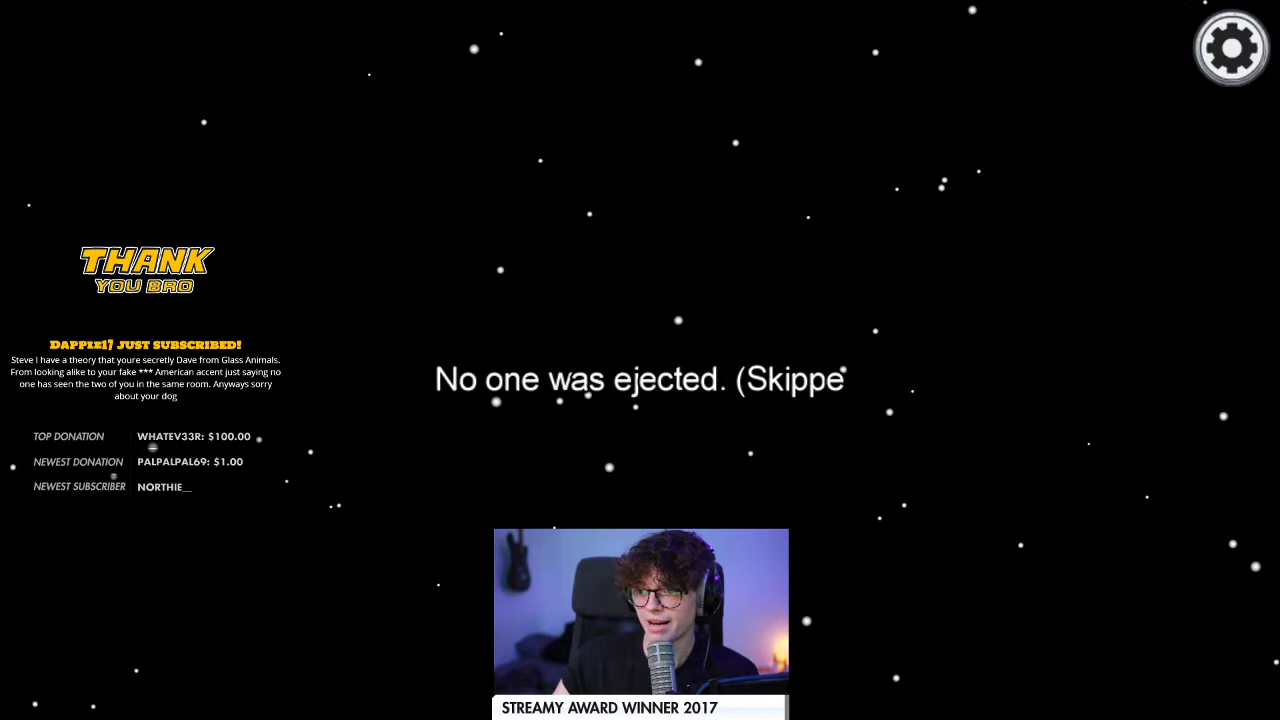 THANK
YOU BRO
DAPPLE17 JUST SUBSCRIBED!
Steve I have a theory that youre secretly Dave from Glass Animals.
From looking alike to your fake *** American accent just saying no
one has seen the two of you in the same room. Anyways sorry
about your dog
No one was ejected. (Skippe
TOP DONATION WHATEV33R: $100.00
NEWEST DONATION PALPALPAL69: $1.00
NEWEST SUBSCRIBER NORTHIE__
STREAMY AWARD WINNER 2017